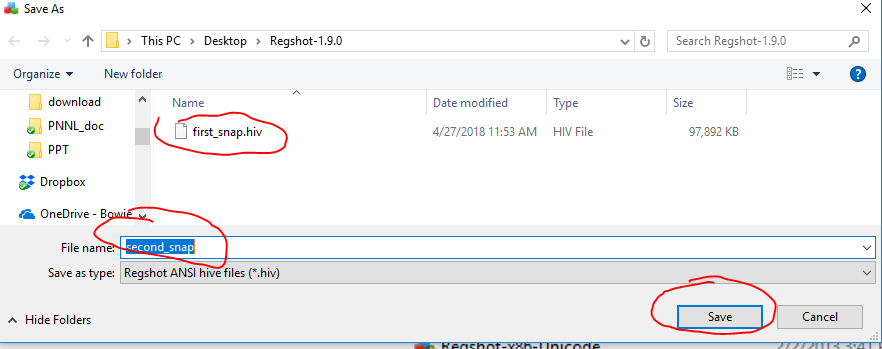 Save As
This PC > Desktop > Regshot-1.9.0
Search Regshot-1.9.0
Organize
New folder
Name
Date modified
Type
Size
download
PNNL_doc
PPT
Dropbox
OneDrive - Bowie
first_snap.hiv
4/27/2018 11:53 AM
HIV File
97,892 KB
File name:
second_snap
Save as type:
Regshot ANSI hive files (*.hiv)
Hide Folders
Save
Cancel
Regshot-x86-Unicode
2/2/2013 3:41